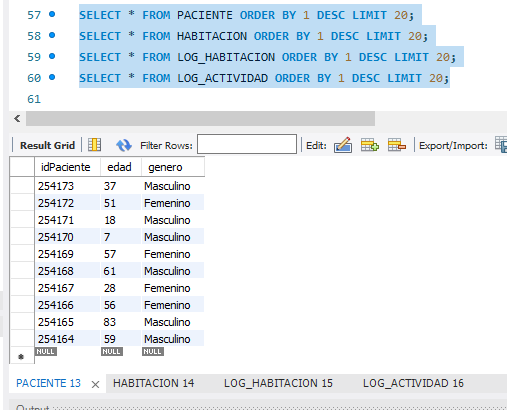 57 SELECT * FROM PACIENTE ORDER BY 1 DESC LIMIT 20;
58 SELECT * FROM HABITACION ORDER BY 1 DESC LIMIT 20;
59 SELECT * FROM LOG_HABITACION ORDER BY 1 DESC LIMIT 20;
60 SELECT * FROM LOG_ACTIVIDAD ORDER BY 1 DESC LIMIT 20;
61
Result Grid Filter Rows: Edit: Export/Import:
idPaciente edad genero
254173 37 Masculino
254172 51 Femenino
254171 18 Masculino
254170 7 Masculino
254169 57 Femenino
254168 61 Masculino
254167 28 Femenino
254166 56 Femenino
254165 83 Masculino
254164 59 Masculino
NULL NULL NULL
PACIENTE 13 HABITACION 14 LOG_HABITACION 15 LOG_ACTIVIDAD 16
Output